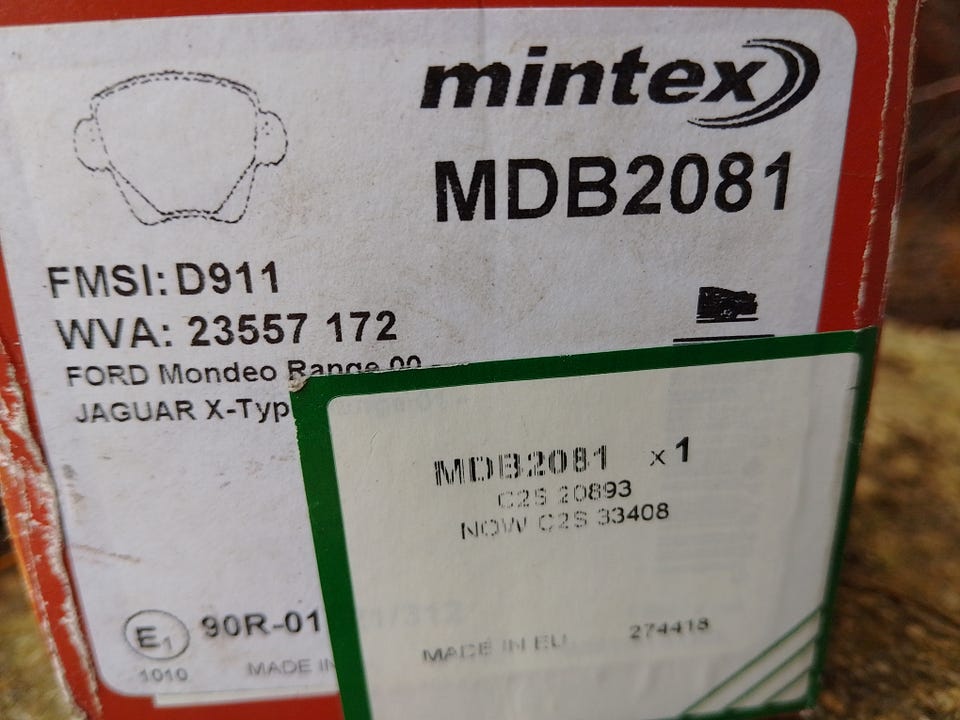 mintex
MDB2081
FMSI: D911
WVA: 23557 172
FORD Mondeo Range 00 -
JAGUAR X-Typ
MDB2081 x 1
C2S 20893
NOW C2S 33408
E1
90R-01
1010
MADE IN
MADE IN EU
274418